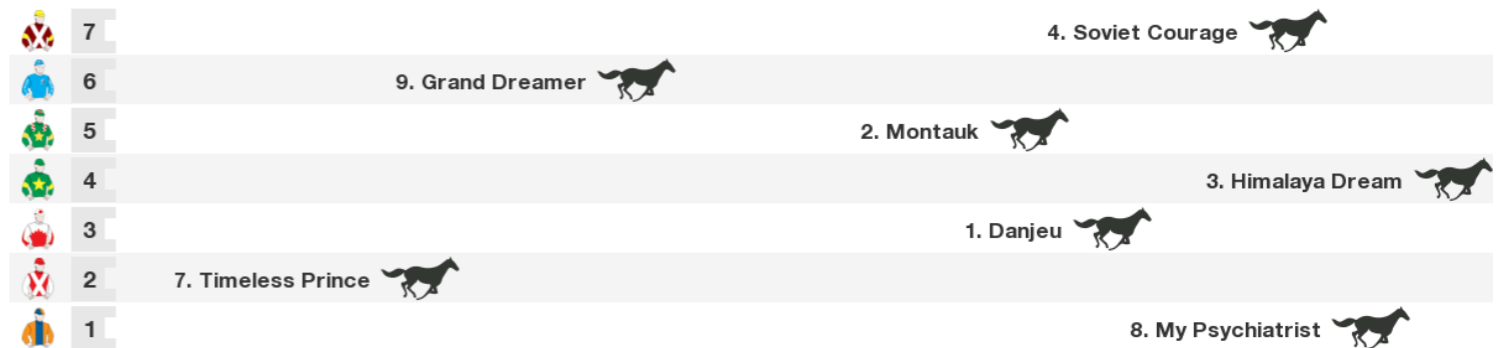 7 4. Soviet Courage
6 9. Grand Dreamer
5 2. Montauk
4 3. Himalaya Dream
3 1. Danjeu
2 7. Timeless Prince
1 8. My Psychiatrist